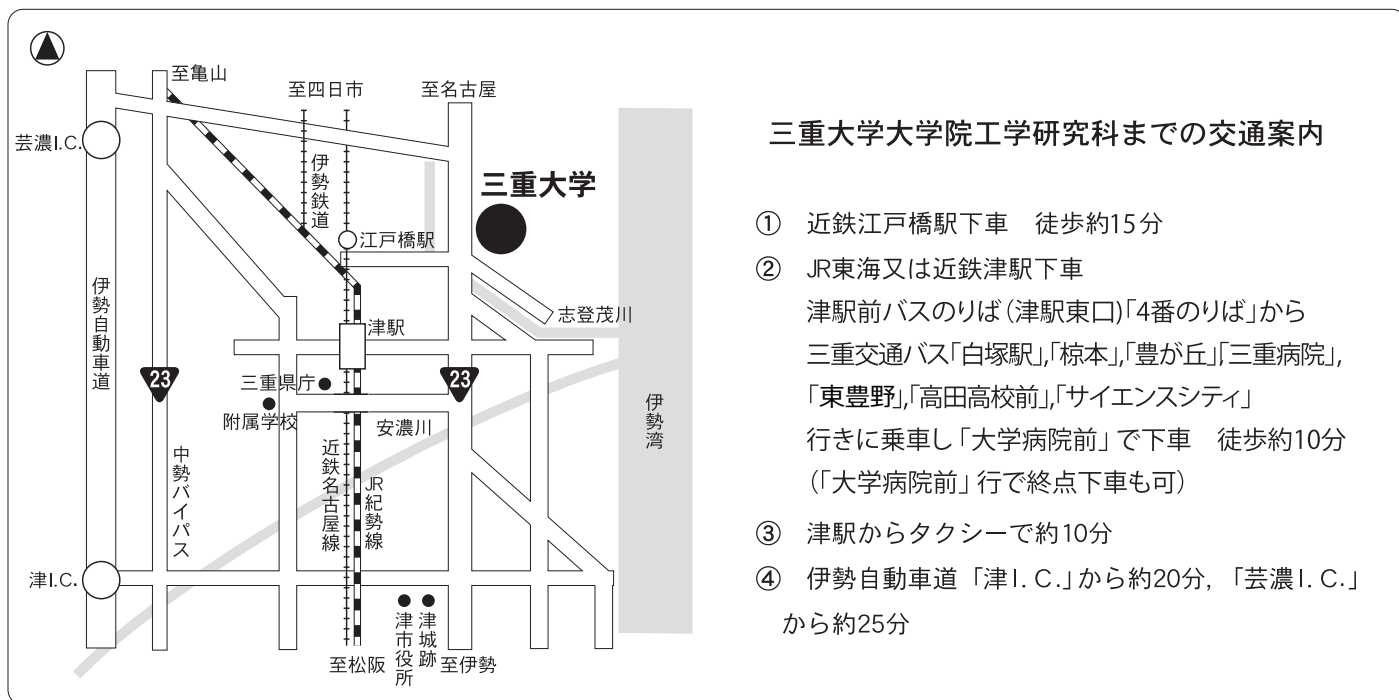 至亀山
至四日市
至名古屋
芸濃I.C.
伊勢鉄道
三重大学
江戸橋駅
伊勢自動車道
志登茂川
津駅
23
三重県庁
23
附属学校
安濃川
伊勢湾
中勢バイパス
近鉄名古屋線
JR紀勢線
津I.C.
津市役所
津城跡
至松阪
至伊勢
三重大学大学院工学研究科までの交通案内
① 近鉄江戸橋駅下車 徒歩約15分
② JR東海又は近鉄津駅下車
津駅前バスのりば(津駅東口)「4番のりば」から
三重交通バス「白塚駅」,「椋本」,「豊が丘」,「三重病院」,
「東豊野」,「高田高校前」,「サイエンスシティ」
行きに乗車し「大学病院前」で下車 徒歩約10分
(「大学病院前」行で終点下車も可)
③ 津駅からタクシーで約10分
④ 伊勢自動車道「津I.C.」から約20分,「芸濃I.C.」
から約25分